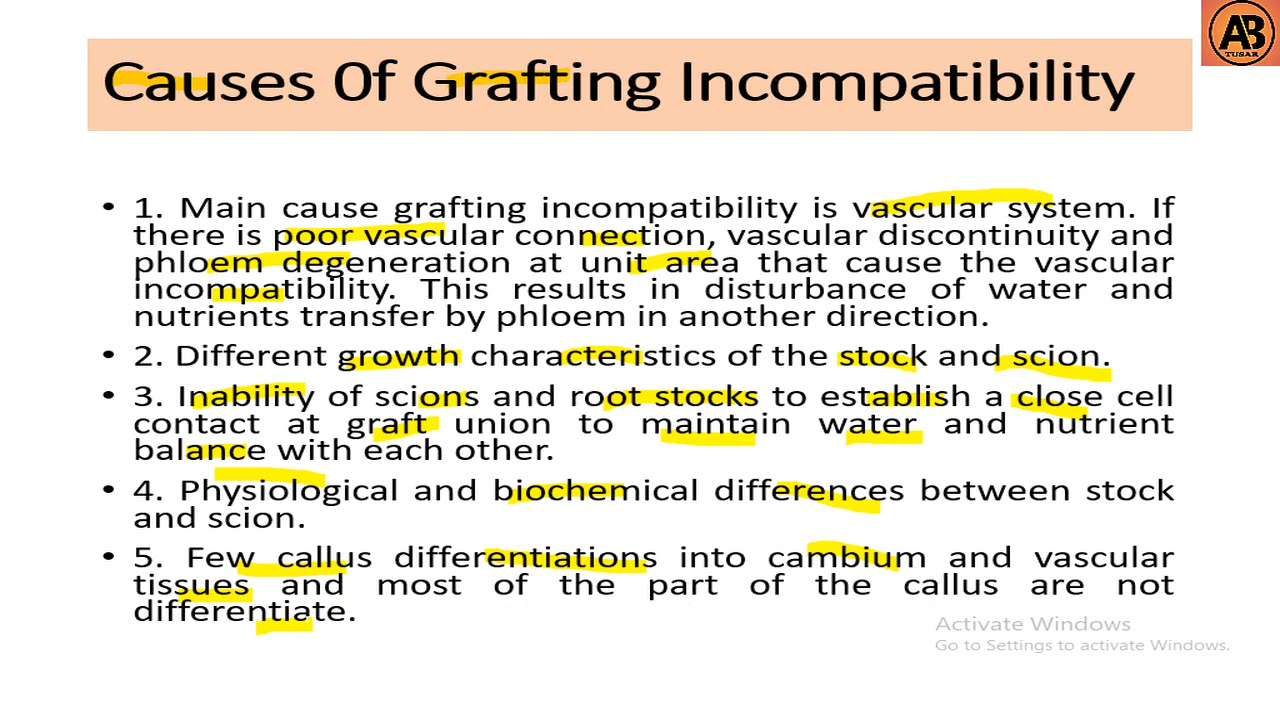 AB
TUSAR
Causes 0f Grafting Incompatibility
• 1. Main cause grafting incompatibility is vascular system. If
there is poor vascular connection, vascular discontinuity and
phloem degeneration at unit area that cause the vascular
incompatibility. This results in disturbance of water and
nutrients transfer by phloem in another direction.
• 2. Different growth characteristics of the stock and scion.
• 3. Inability of scions and root stocks to establish a close cell
contact at graft union to maintain water and nutrient
balance with each other.
• 4. Physiological and biochemical differences between stock
and scion.
• 5. Few callus differentiations into cambium and vascular
tissues and most of the part of the callus are not
differentiate.
Activate Windows
Go to Settings to activate Windows.